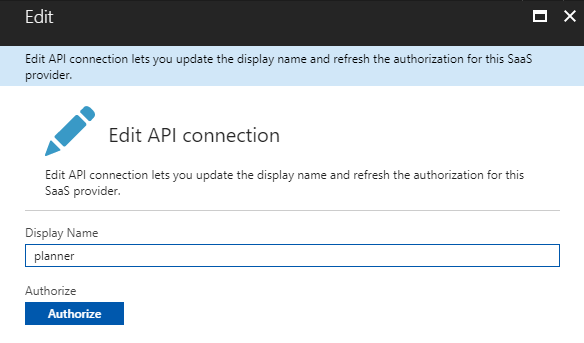 Edit
Edit API connection lets you update the display name and refresh the authorization for this SaaS
provider.
Edit API connection
Edit API connection lets you update the display name and refresh the authorization for this
SaaS provider.
Display Name
planner
Authorize
Authorize